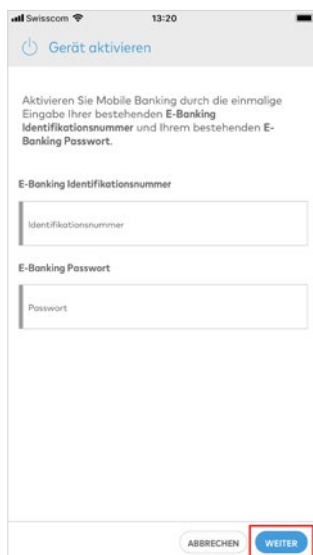 Swisscom 13:20
Gerät aktivieren
Aktivieren Sie Mobile Banking durch die einmalige
Eingabe Ihrer bestehenden E-Banking
Identifikationsnummer und Ihrem bestehenden E-
Banking Passwort.
E-Banking Identifikationsnummer
Identifikationsnummer
E-Banking Passwort
Passwort
ABBRECHEN WEITER